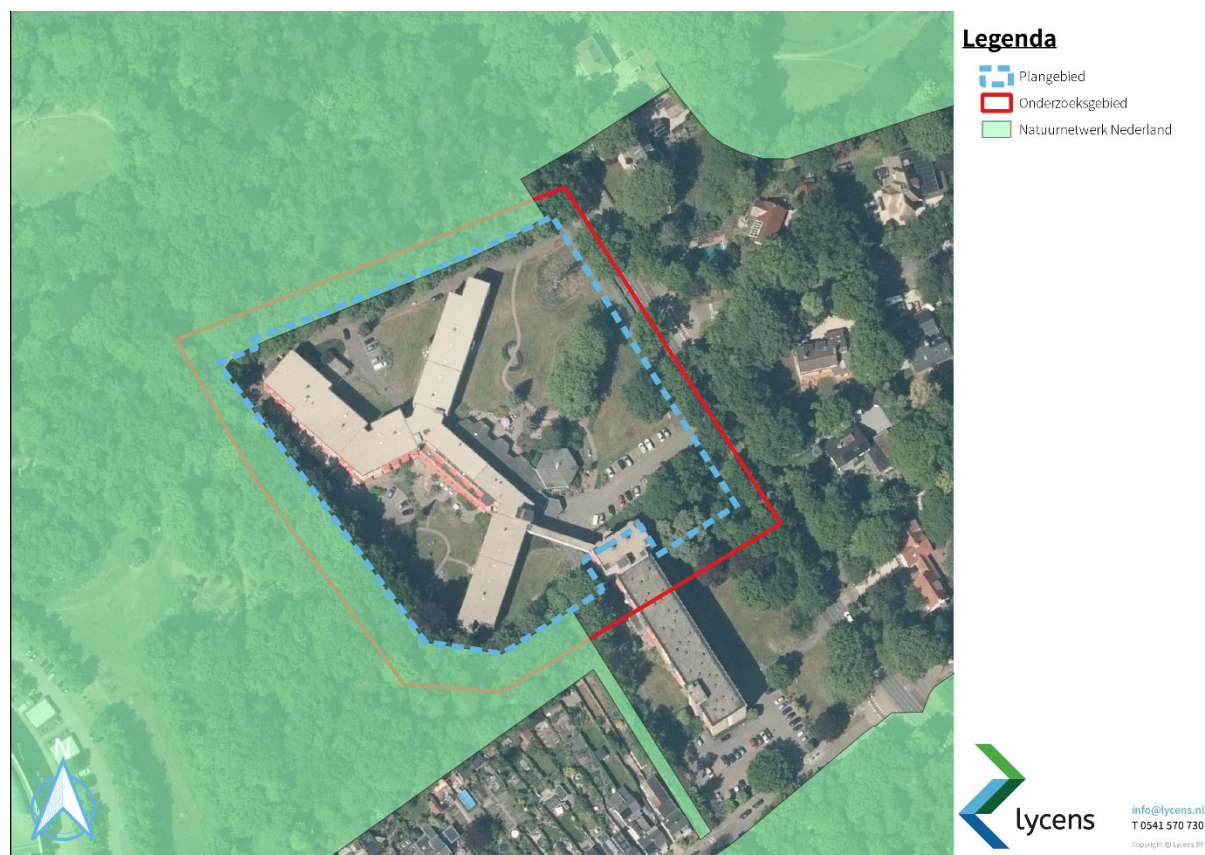 Legenda
Plangebied
Onderzoeksgebied
Natuurnetwerk Nederland
N
lycens
info@lycens.nl
T 0541 570 730
Copyright © Lycens BV